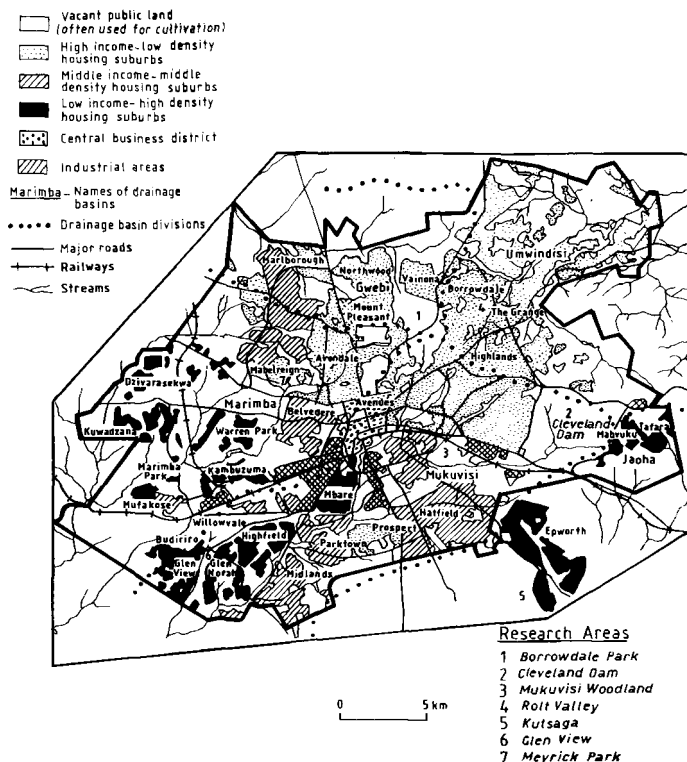 Vacant public land
(often used for cultivation)
High income-low density
housing suburbs
Middle income-middle
density housing suburbs
Low income-high density
housing suburbs
Central business district
Industrial areas
Marimba - Names of drainage
basins
Drainage basin divisions
Major roads
Railways
Streams
Marlborough
Northwood
Gwebi
Vainona
Umwindisi
Borrowdale
Mount
Pleasant
1
4
The Grange
Highlands
Avondale
Mabelreign
Dzivarasekwa
Marimba
Belvedere
Avendes
2
Cleveland
Dam
Tafara
Mabvuku
Jaoha
Kuwadzana
Warren Park
3
Mukuvisi
Marimba
Park
Kambuzuma
Mufakose
Mbare
Hatfield
Willowvale
Prospect
Epworth
Budiriro
Highfield
Parktown
6
Glen
View
Glen
Norah
Midlands
5
0
5 km
Research Areas
1 Borrowdale Park
2 Cleveland Dam
3 Mukuvisi Woodland
4 Rolt Valley
5 Kutsaga
6 Glen View
7 Meyrick Park